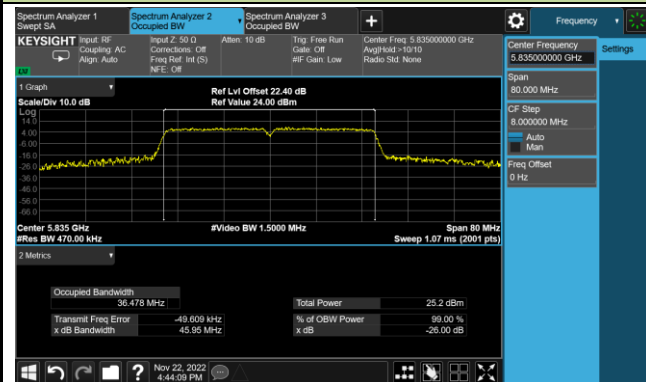 Spectrum Analyzer 1
Swept SA
Spectrum Analyzer 2
Occupied BW
Spectrum Analyzer 3
Occupied BW
+
Frequency
KEYSIGHT
Input: RF
Coupling: AC
Align: Auto
Input Z: 50 Ω
Corrections: Off
Freq Ref: Int (S)
NFE: Off
Atten: 10 dB
Trig: Free Run
Gate: Off
#IF Gain: Low
Center Freq: 5.835000000 GHz
Avg|Hold:>10/10
Radio Std: None
Center Frequency
5.835000000 GHz
Settings
Span
80.000 MHz
CF Step
8.000000 MHz
Auto
Man
Freq Offset
0 Hz
1 Graph
Scale/Div 10.0 dB
Ref Lvl Offset 22.40 dB
Ref Value 24.00 dBm
Log
14.0
4.00
-6.00
-16.0
-26.0
-36.0
-46.0
-56.0
-66.0
Center 5.835 GHz
#Video BW 1.5000 MHz
Span 80 MHz
#Res BW 470.00 kHz
Sweep 1.07 ms (2001 pts)
2 Metrics
Occupied Bandwidth
36.478 MHz
Total Power
25.2 dBm
Transmit Freq Error
-49.609 kHz
% of OBW Power
99.00 %
x dB Bandwidth
45.95 MHz
x dB
-26.00 dB
?
Nov 22, 2022
4:44:09 PM